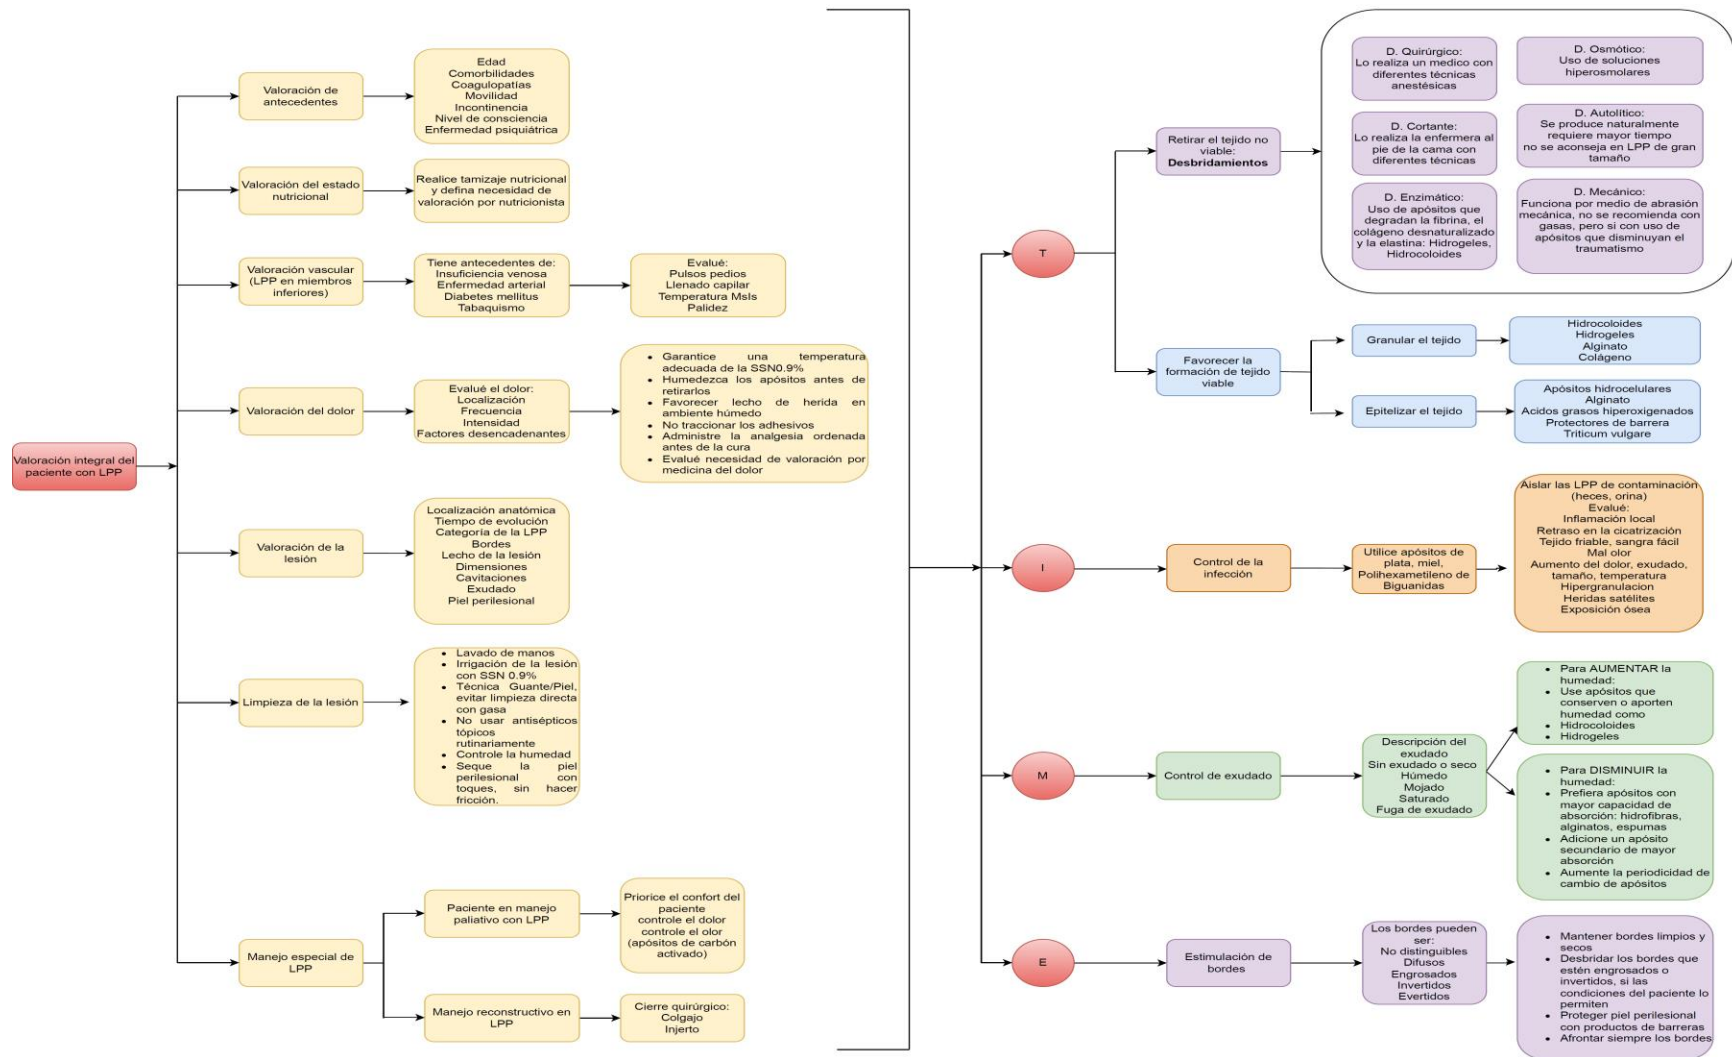 Valoración integral del
paciente con LPP
Valoración de
antecedentes
Edad
Comorbilidades
Coagulopatías
Movilidad
Incontinencia
Nivel de consciencia
Enfermedad psiquiátrica
Valoración del estado
nutricional
Realice tamizaje nutricional
y defina necesidad de
valoración por nutricionista
Valoración vascular
(LPP en miembros
inferiores)
Tiene antecedentes de:
Insuficiencia venosa
Enfermedad arterial
Diabetes mellitus
Tabaquismo
Evalué:
Pulsos pedios
Llenado capilar
Temperatura MsIs
Palidez
Valoración del dolor
Evalué el dolor:
Localización
Frecuencia
Intensidad
Factores desencadenantes
• Garantice una temperatura
adecuada de la SSN0.9%
• Humedezca los apósitos antes de
retirarlos
• Favorecer lecho de herida en
ambiente húmedo
• No traccionar los adhesivos
• Administre la analgesia ordenada
antes de la cura
• Evalué necesidad de valoración por
medicina del dolor
Valoración de la
lesión
Localización anatómica
Tiempo de evolución
Categoría de la LPP
Bordes
Lecho de la lesión
Dimensiones
Cavitaciones
Exudado
Piel perilesional
Limpieza de la lesión
• Lavado de manos
• Irrigación de la lesión
con SSN 0.9%
• Técnica Guante/Piel,
evitar limpieza directa
con gasa
• No usar antisépticos
tópicos
rutinariamente
• Controle la humedad
• Seque la piel
perilesional con
toques, sin hacer
fricción.
Manejo especial de
LPP
Paciente en manejo
paliativo con LPP
Priorice el confort del
paciente
controle el dolor
controle el olor
(apósitos de carbón
activado)
Manejo reconstructivo en
LPP
Cierre quirúrgico:
Colgajo
Injerto
T
Retirar el tejido no
viable:
Desbridamientos
D. Quirúrgico:
Lo realiza un medico con
diferentes técnicas
anestésicas
D. Osmótico:
Uso de soluciones
hiperosmolares
D. Cortante:
Lo realiza la enfermera al
pie de la cama con
diferentes técnicas
D. Autolítico:
Se produce naturalmente
requiere mayor tiempo
no se aconseja en LPP de gran
tamaño
D. Enzimático:
Uso de apósitos que
degradan la fibrina, el
colágeno desnaturalizado
y la elastina: Hidrogeles,
Hidrocoloides
D. Mecánico:
Funciona por medio de abrasión
mecánica, no se recomienda con
gasas, pero si con uso de
apósitos que disminuyan el
traumatismo
Favorecer la
formación de tejido
viable
Granular el tejido
Hidrocoloides
Hidrogeles
Alginato
Colágeno
Epitelizar el tejido
Apósitos hidrocelulares
Alginato
Acidos grasos hiperoxigenados
Protectores de barrera
Triticum vulgare
I
Control de la
infección
Utilice apósitos de
plata, miel,
Polihexametileno de
Biguanidas
Aislar las LPP de contaminación
(heces, orina)
Evalué:
Inflamación local
Retraso en la cicatrización
Tejido friable, sangra fácil
Mal olor
Aumento del dolor, exudado,
tamaño, temperatura
Hipergranulacion
Heridas satélites
Exposición ósea
M
Control de exudado
Descripción del
exudado
Sin exudado o seco
Húmedo
Mojado
Saturado
Fuga de exudado
• Para AUMENTAR la
humedad:
• Use apósitos que
conserven o aporten
humedad como
• Hidrocoloides
• Hidrogeles
• Para DISMINUIR la
humedad:
• Prefiera apósitos con
mayor capacidad de
absorción: hidrofibras,
alginatos, espumas
• Adicione un apósito
secundario de mayor
absorción
• Aumente la periodicidad de
cambio de apósitos
E
Estimulación de
bordes
Los bordes pueden
ser:
No distinguibles
Difusos
Engrosados
Invertidos
Evertidos
• Mantener bordes limpios y
secos
• Desbridar los bordes que
estén engrosados o
invertidos, si las
condiciones del paciente lo
permiten
• Proteger piel perilesional
con productos de barreras
• Afrontar siempre los bordes